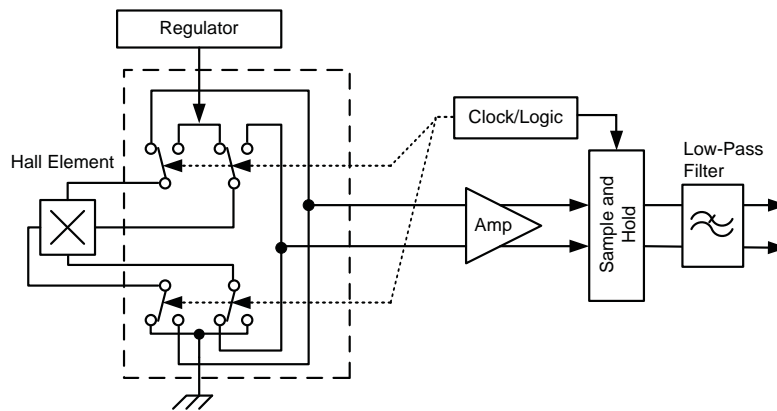 Regulator
Clock/Logic
Hall Element
Low-Pass
Filter
Amp
Sample and
Hold